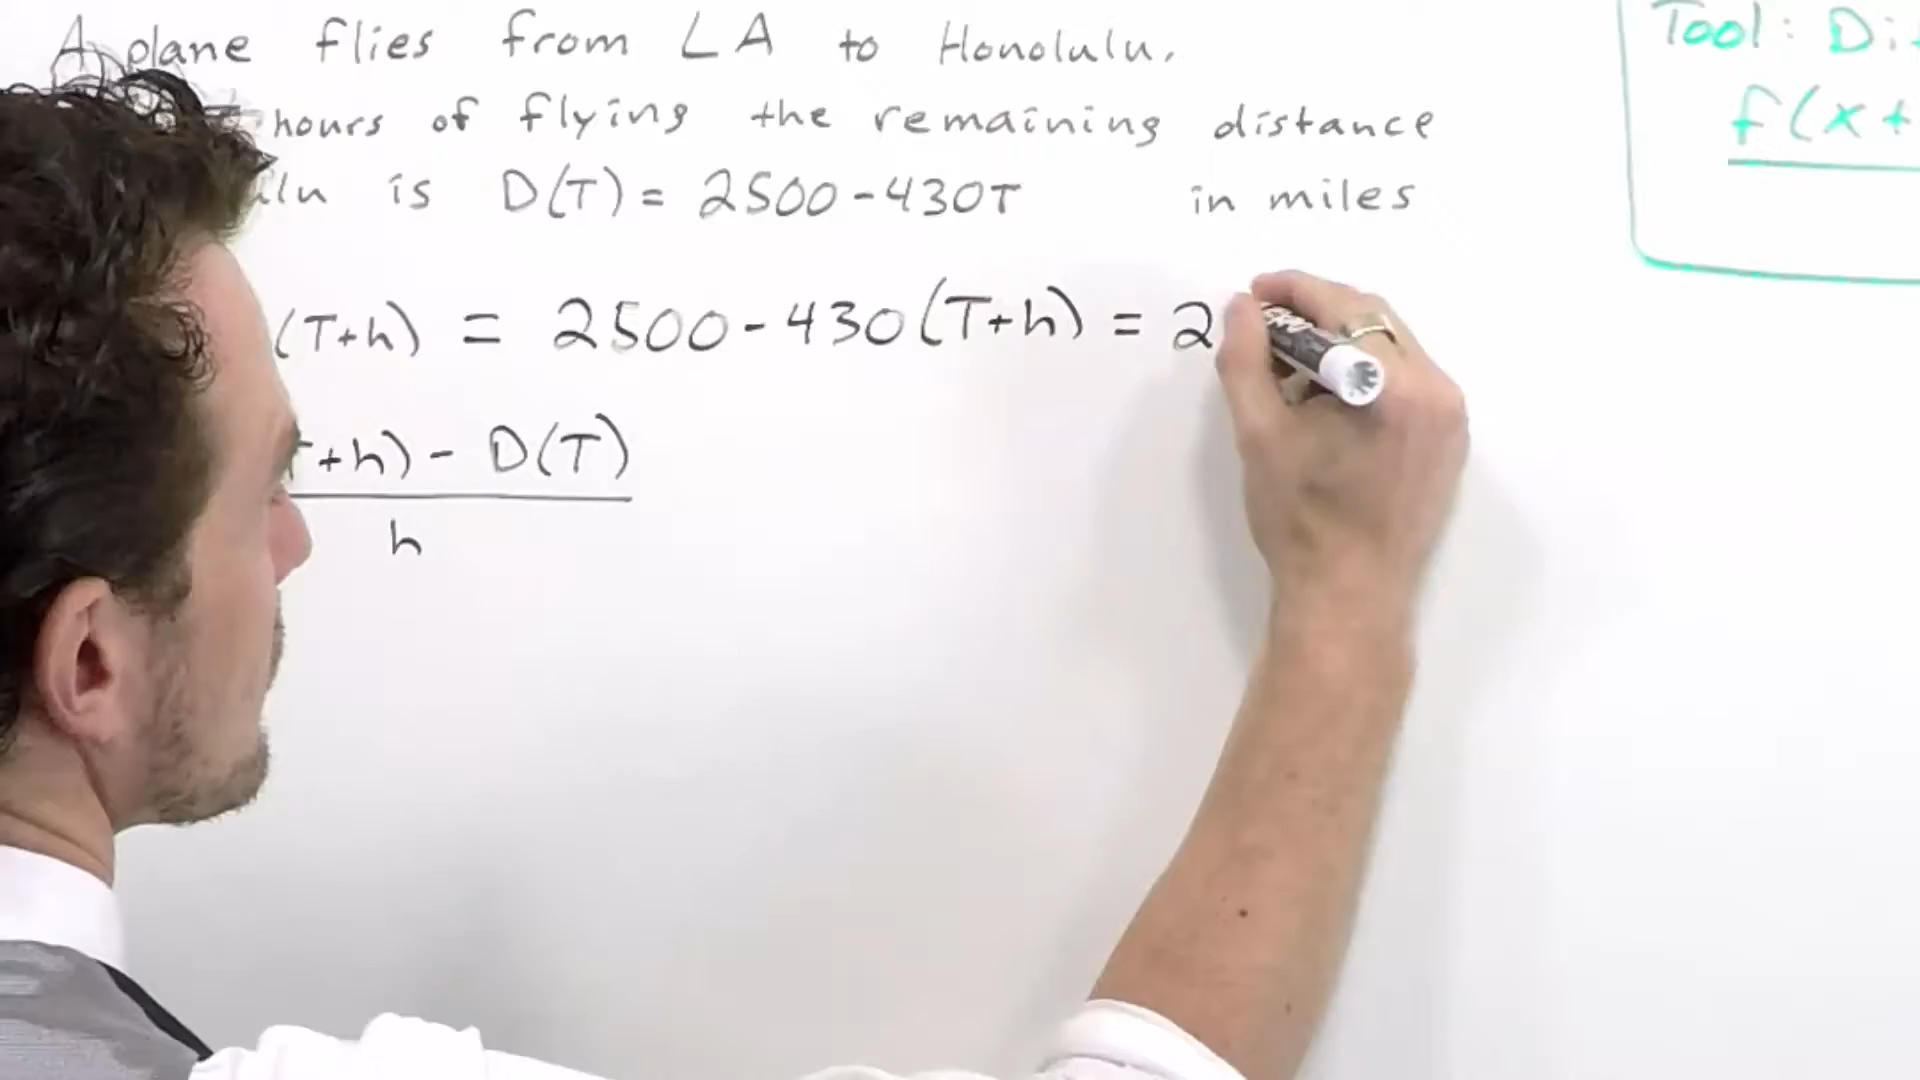 A plane flies from LA to Honolulu.
hours of flying the remaining distance
is D(T) = 2500-430T in miles
(T+h) = 2500-430(T+h) = 2
+h) - D(T)
h
Tool:
f(x+